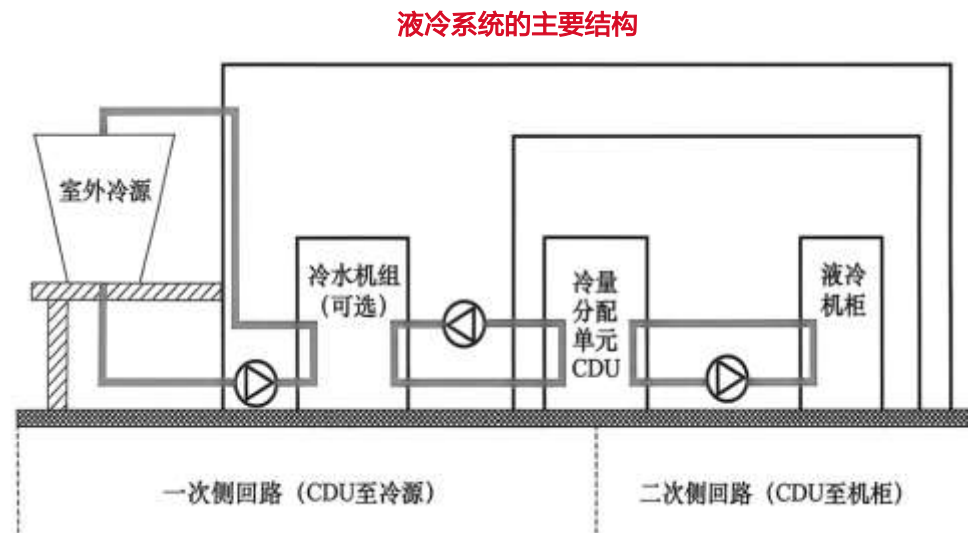 液冷系统的主要结构
室外冷源
冷水机组
(可选)
冷量
分配
单元
CDU
液冷
机柜
一次侧回路（CDU至冷源）
二次侧回路（CDU至机柜）